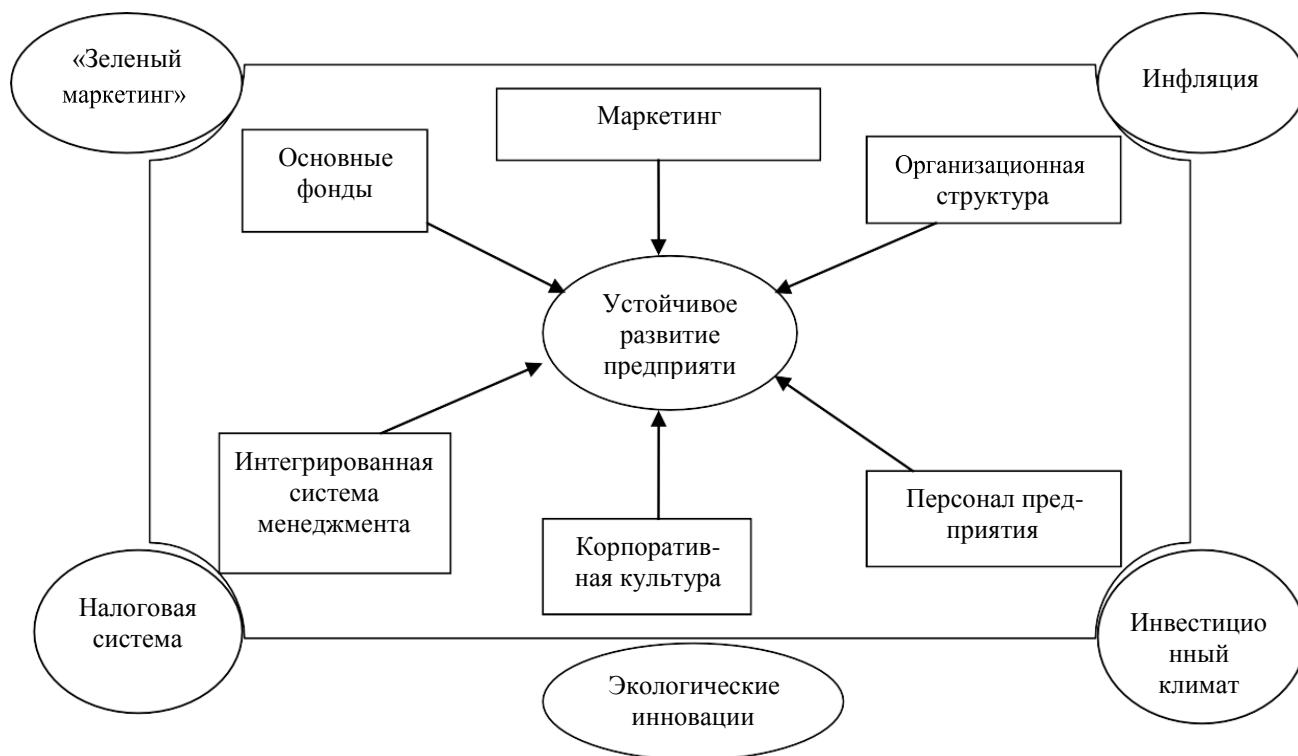 «Зеленый
маркетинг»
Инфляция
Маркетинг
Основные
фонды
Организационная
структура
Устойчивое
развитие
предприяти
Интегрированная
система
менеджмента
Персонал пред-
приятия
Корпоратив-
ная культура
Налоговая
система
Инвестицио
нный
климат
Экологические
инновации